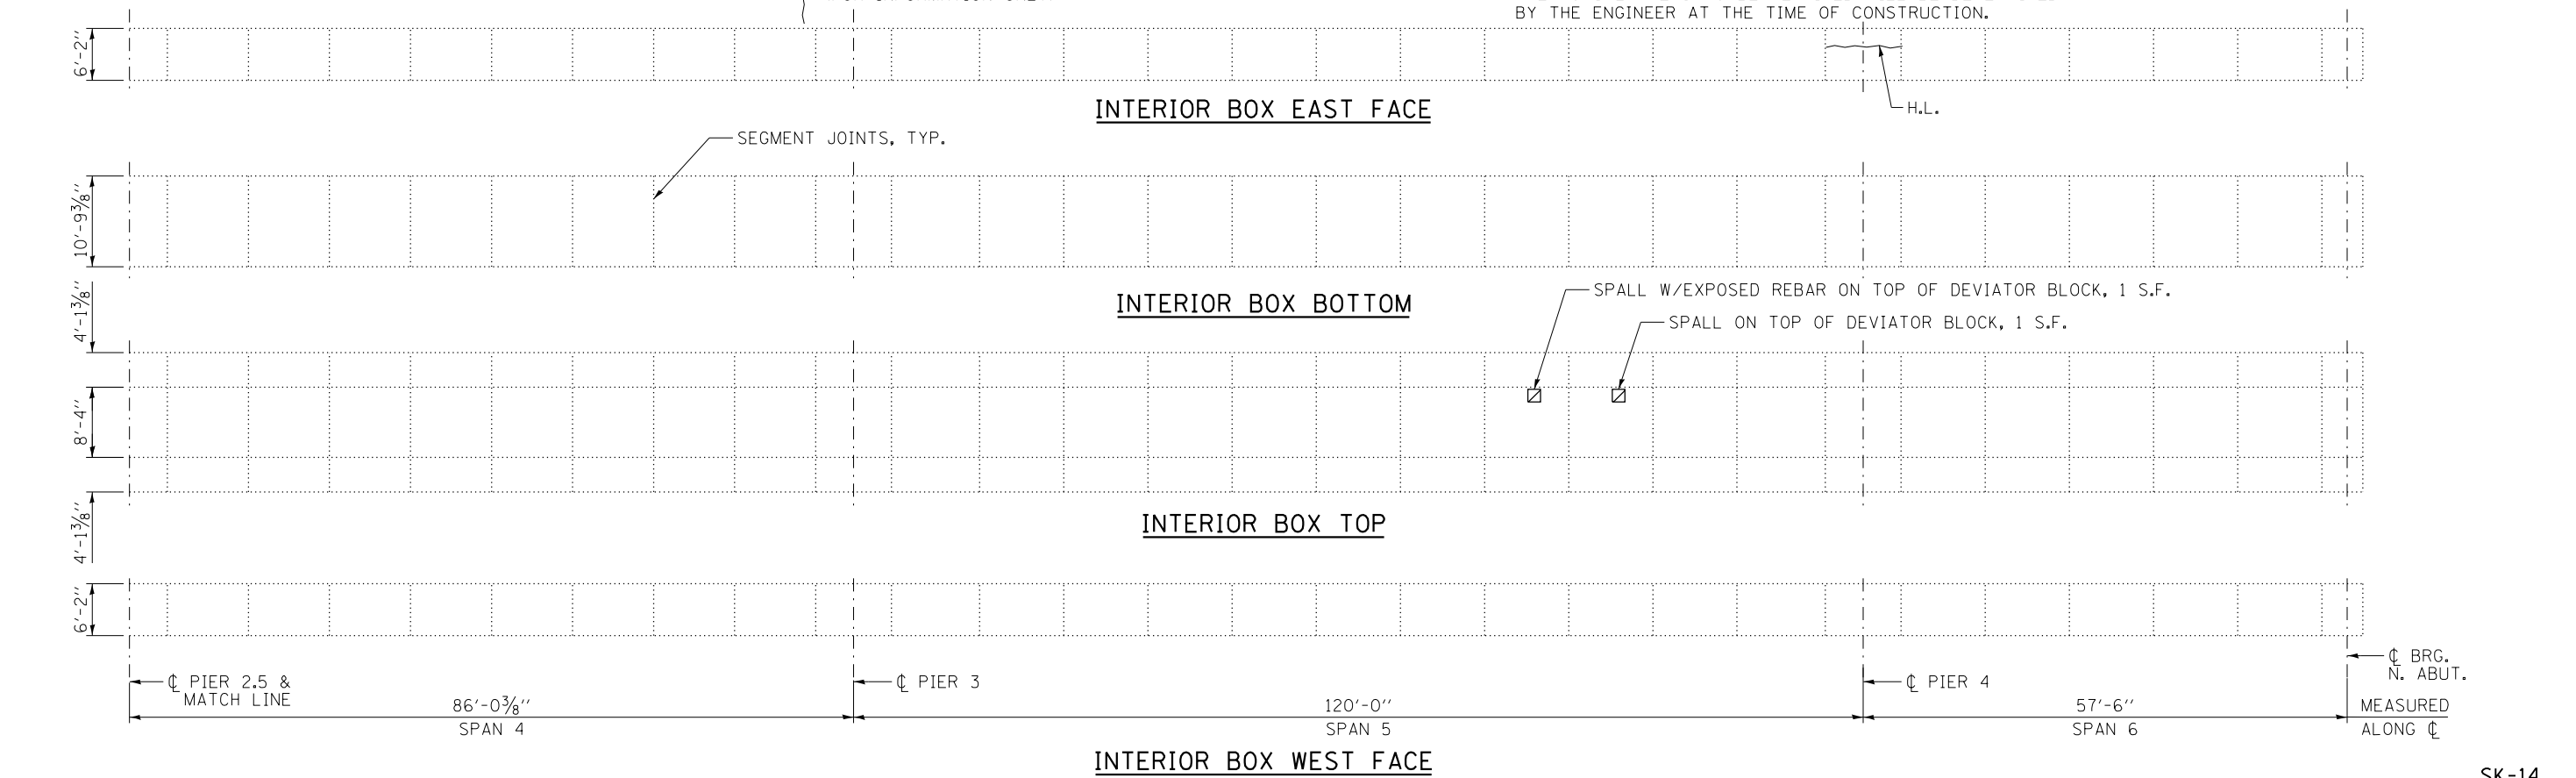 BY THE ENGINEER AT THE TIME OF CONSTRUCTION.
6'-2"
INTERIOR BOX EAST FACE
H.L.
SEGMENT JOINTS, TYP.
10'-9⅜"
INTERIOR BOX BOTTOM
SPALL W/EXPOSED REBAR ON TOP OF DEVIATOR BLOCK, 1 S.F.
SPALL ON TOP OF DEVIATOR BLOCK, 1 S.F.
4'-1⅜"
8'-4"
4'-1⅜"
INTERIOR BOX TOP
6'-2"
℄ PIER 2.5 &
MATCH LINE
℄ PIER 3
℄ PIER 4
℄ BRG.
N. ABUT.
86'-0⅜"
SPAN 4
120'-0"
SPAN 5
57'-6"
SPAN 6
MEASURED
ALONG ℄
INTERIOR BOX WEST FACE
SK-14